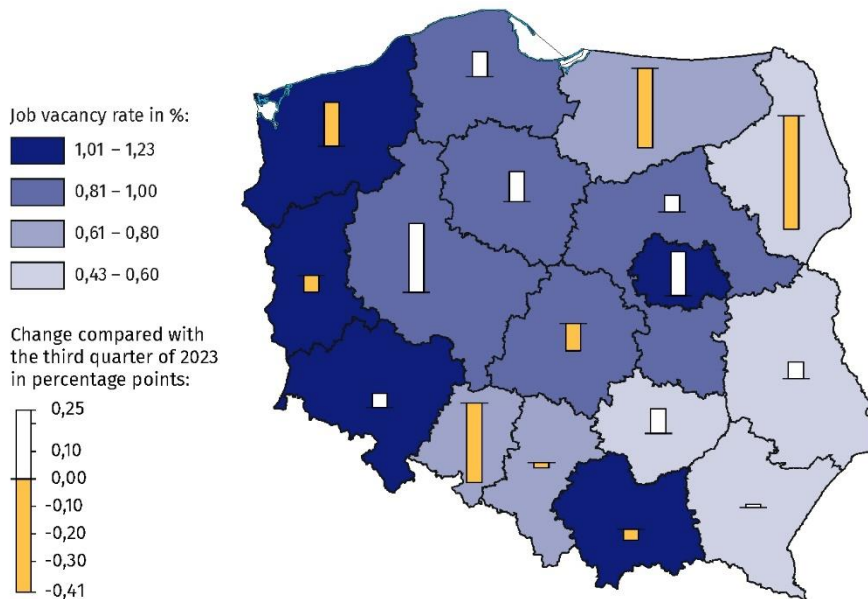 Job vacancy rate in %:
1,01 – 1,23
0,81 – 1,00
0,61 – 0,80
0,43 – 0,60
Change compared with
the third quarter of 2023
in percentage points:
0,25
0,10
0,00
-0,10
-0,20
-0,30
-0,41